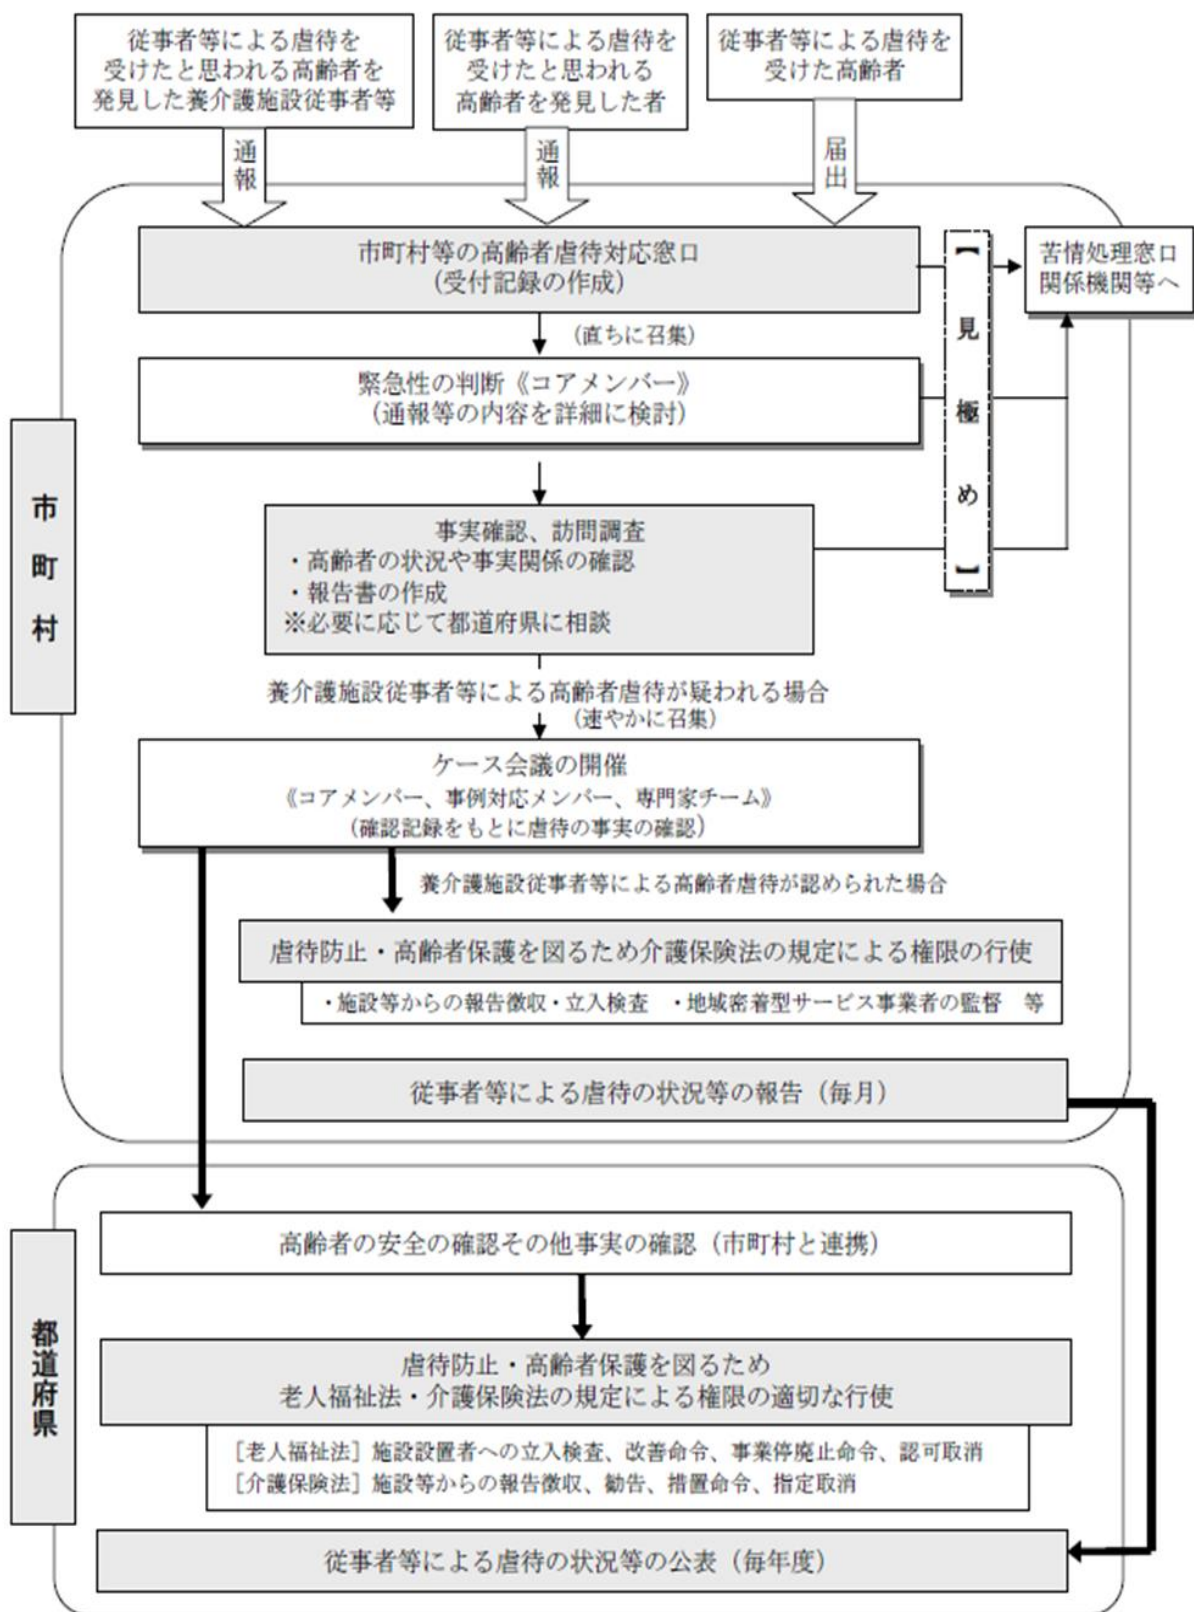 従事者等による虐待を
受けたと思われる高齢者を
発見した養介護施設従事者等
従事者等による虐待を
受けたと思われる
高齢者を発見した者
従事者等による虐待を
受けた高齢者
通報
通報
届出
市町村等の高齢者虐待対応窓口
(受付記録の作成)
【見極め】
苦情処理窓口
関係機関等へ
(直ちに召集)
緊急性の判断《コアメンバー》
(通報等の内容を詳細に検討)
市町村
事実確認、訪問調査
・高齢者の状況や事実関係の確認
・報告書の作成
※必要に応じて都道府県に相談
養介護施設従事者等による高齢者虐待が疑われる場合
(速やかに召集)
ケース会議の開催
《コアメンバー、事例対応メンバー、専門家チーム》
(確認記録をもとに虐待の事実の確認)
養介護施設従事者等による高齢者虐待が認められた場合
虐待防止・高齢者保護を図るため介護保険法の規定による権限の行使
・施設等からの報告徴収・立入検査 ・地域密着型サービス事業者の監督 等
従事者等による虐待の状況等の報告(毎月)
都道府県
高齢者の安全の確認その他事実の確認(市町村と連携)
虐待防止・高齢者保護を図るため
老人福祉法・介護保険法の規定による権限の適切な行使
[老人福祉法]施設設置者への立入検査、改善命令、事業停廃止命令、認可取消
[介護保険法]施設等からの報告徴収、勧告、措置命令、指定取消
従事者等による虐待の状況等の公表(毎年度)